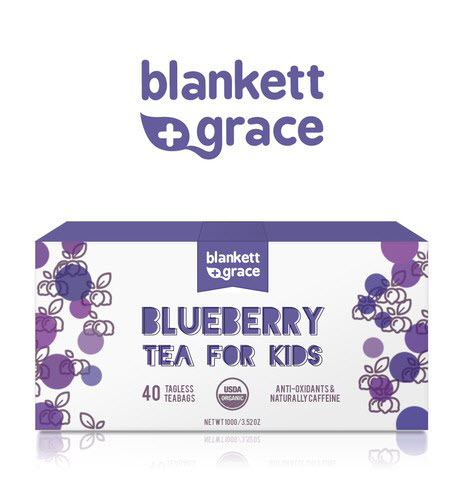 blankett
grace
blankett
grace
BLUEBERRY
TEA FOR KIDS
40 TAGLESS
TEABAGS
USDA
ORGANIC
ANTI-OXIDANTS &
NATURALLY CAFFEINE
NET WT 100G / 3.52 OZ